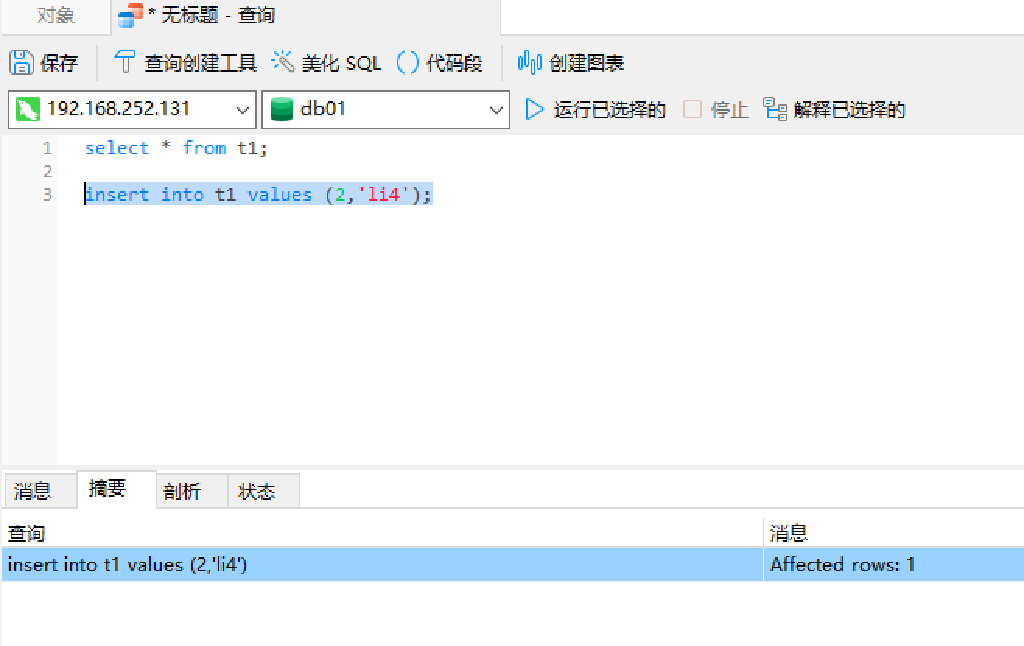 对象 * 无标题 - 查询
保存 查询创建工具 美化 SQL 代码段 创建图表
192.168.252.131 db01 运行已选择的 停止 解释已选择的
1 select * from t1;
2
3 insert into t1 values (2,'li4');
消息 摘要 剖析 状态
查询 消息
insert into t1 values (2,'li4') Affected rows: 1